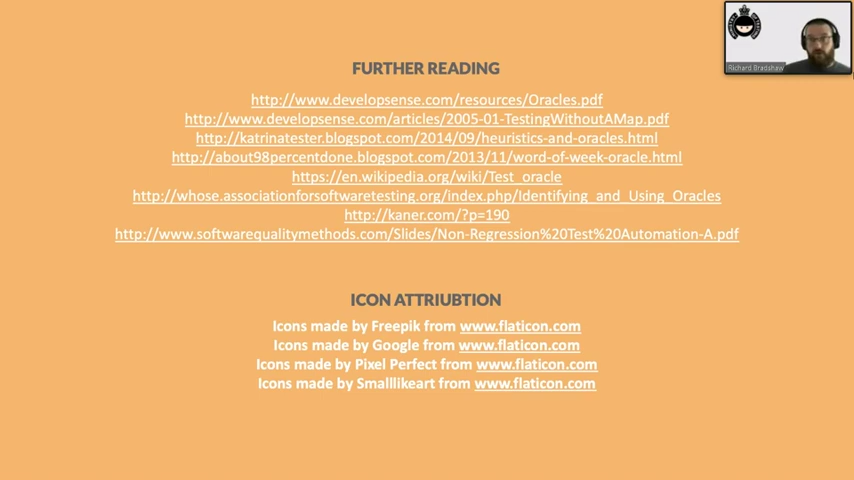 Richard Bradshaw
FURTHER READING
http://www.developsense.com/resources/Oracles.pdf
http://www.developsense.com/articles/2005-01-TestingWithoutAMap.pdf
http://katrinatester.blogspot.com/2014/09/heuristics-and-oracles.html
http://about98percentdone.blogspot.com/2013/11/word-of-week-oracle.html
https://en.wikipedia.org/wiki/Test_oracle
http://whose.associationforsoftwaretesting.org/index.php/Identifying_and_Using_Oracles
http://kaner.com/?p=190
http://www.softwarequalitymethods.com/Slides/Non-Regression%20Test%20Automation-A.pdf
ICON ATTRIUBTION
Icons made by Freepik from www.flaticon.com
Icons made by Google from www.flaticon.com
Icons made by Pixel Perfect from www.flaticon.com
Icons made by Smalllikeart from www.flaticon.com